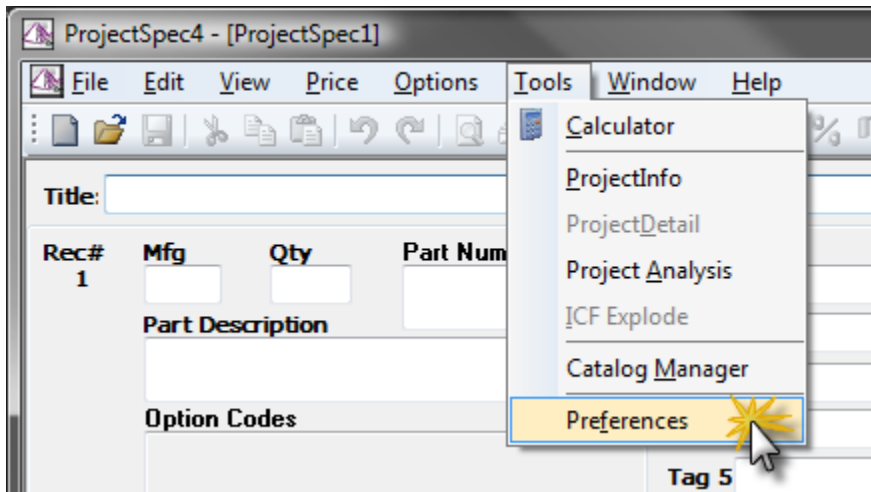 ProjectSpec4 - [ProjectSpec1]
File Edit View Price Options Tools Window Help
Calculator
ProjectInfo
ProjectDetail
Project Analysis
ICF Explode
Catalog Manager
Preferences
Title:
Rec# Mfg Qty Part Num
1
Part Description
Option Codes
Tag 5